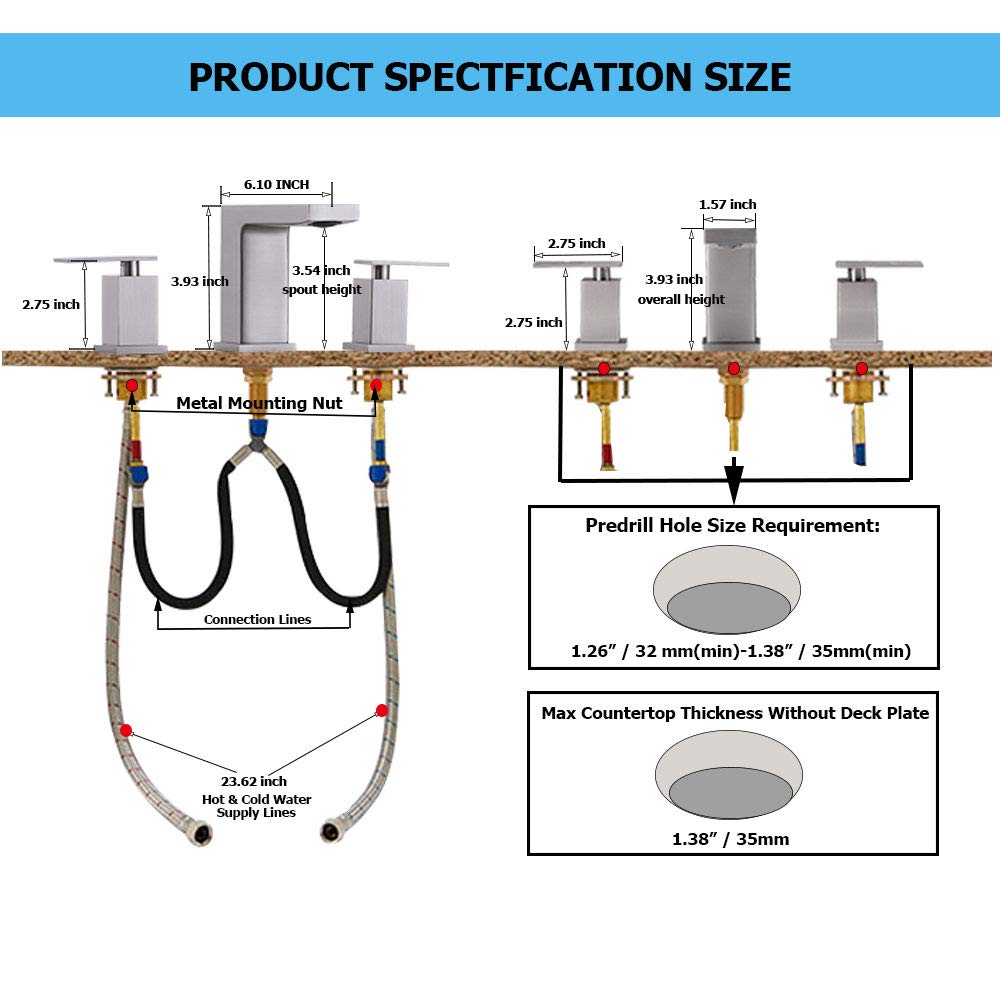 PRODUCT SPECTFICATION SIZE
6.10 INCH
3.93 inch
3.54 inch
spout height
2.75 inch
1.57 inch
2.75 inch
3.93 inch
overall height
2.75 inch
Metal Mounting Nut
Connection Lines
23.62 inch
Hot & Cold Water
Supply Lines
Predrill Hole Size Requirement:
1.26” / 32 mm(min)-1.38” / 35mm(min)
Max Countertop Thickness Without Deck Plate
1.38” / 35mm